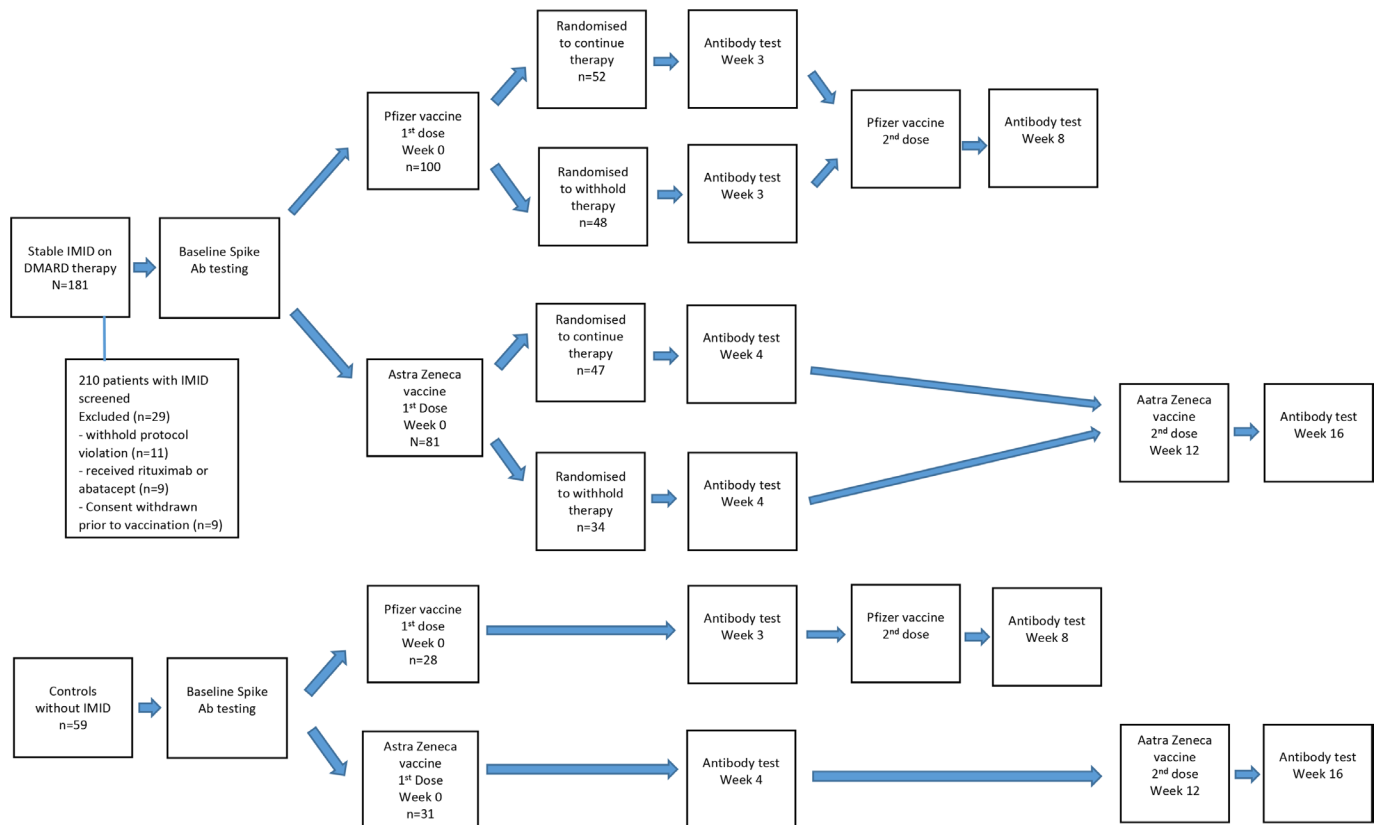 Stable IMID on
DMARD therapy
N=181
210 patients with IMID
screened
Excluded (n=29)
- withhold protocol
violation
(n=11)
- received rituximab or
abatacept (n=9)
- Consent withdrawn
prior to vaccination (n=9)
Baseline Spike
Ab testing
Pfizer vaccine
1st dose
Week 0
n=100
Randomised
to continue
therapy
n=52
Antibody test
Week 3
Randomised
to withhold
therapy
n=48
Antibody test
Week 3
Pfizer vaccine
2nd dose
Antibody test
Week 8
Astra Zeneca
vaccine
1st Dose
Week 0
N=81
Randomised
to continue
therapy
n=47
Antibody test
Week 4
Randomised
to withhold
therapy
n=34
Antibody test
Week 4
Aatra Zeneca
vaccine
2nd dose
Week 12
Antibody test
Week 16
Controls
without IMID
n=59
Baseline Spike
Ab testing
Pfizer vaccine
1st dose
Week 0
n=28
Antibody test
Week 3
Pfizer vaccine
2nd dose
Antibody test
Week 8
Astra Zeneca
vaccine
1st Dose
Week 0
n=31
Antibody test
Week 4
Aatra Zeneca
vaccine
2nd dose
Week 12
Antibody test
Week 16